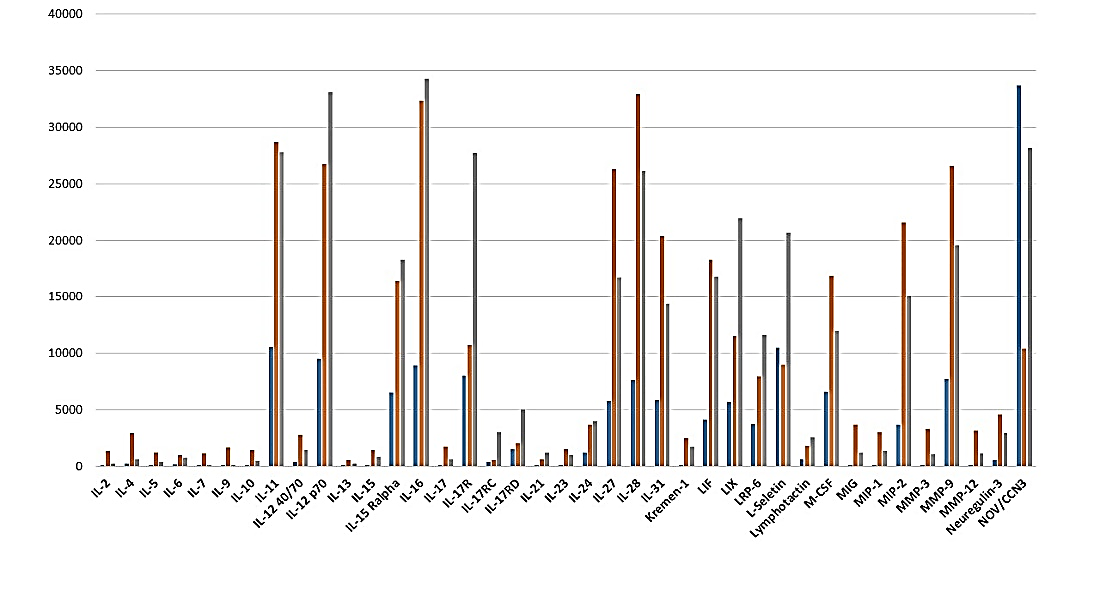 40000
35000
30000
25000
20000
15000
10000
5000
0
IL-2
IL-4
IL-5
IL-6
IL-7
IL-9
IL-10
IL-11
IL-12 40/70
IL-12 p70
IL-13
IL-15
IL-15 Ralpha
IL-16
IL-17
IL-17R
IL-17RC
IL-17RD
IL-21
IL-23
IL-24
IL-27
IL-28
IL-31
Kremen-1
LIF
LIX
LRP-6
L-Seletin
Lymphotactin
M-CSF
MIG
MIP-1
MIP-2
MMP-3
MMP-9
MMP-12
Neuregulin-3
NOV/CCN3